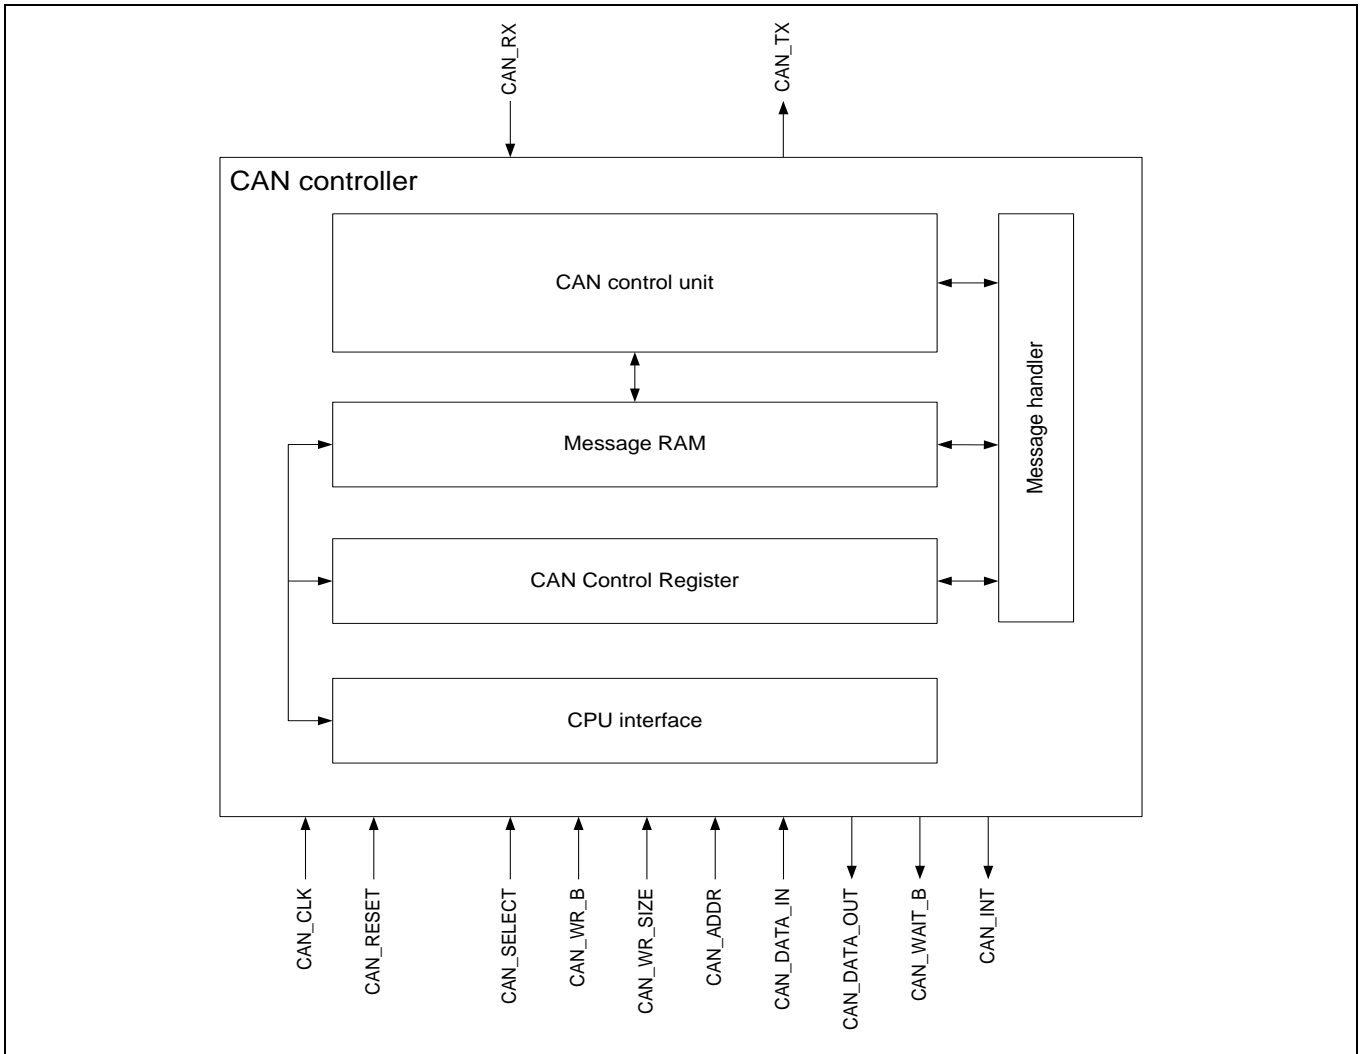 CAN_RX
CAN_TX
CAN controller
CAN control unit
Message handler
Message RAM
CAN Control Register
CPU interface
CAN_CLK
CAN_RESET
CAN_SELECT
CAN_WR_B
CAN_WR_SIZE
CAN_ADDR
CAN_DATA_IN
CAN_DATA_OUT
CAN_WAIT_B
CAN_INT